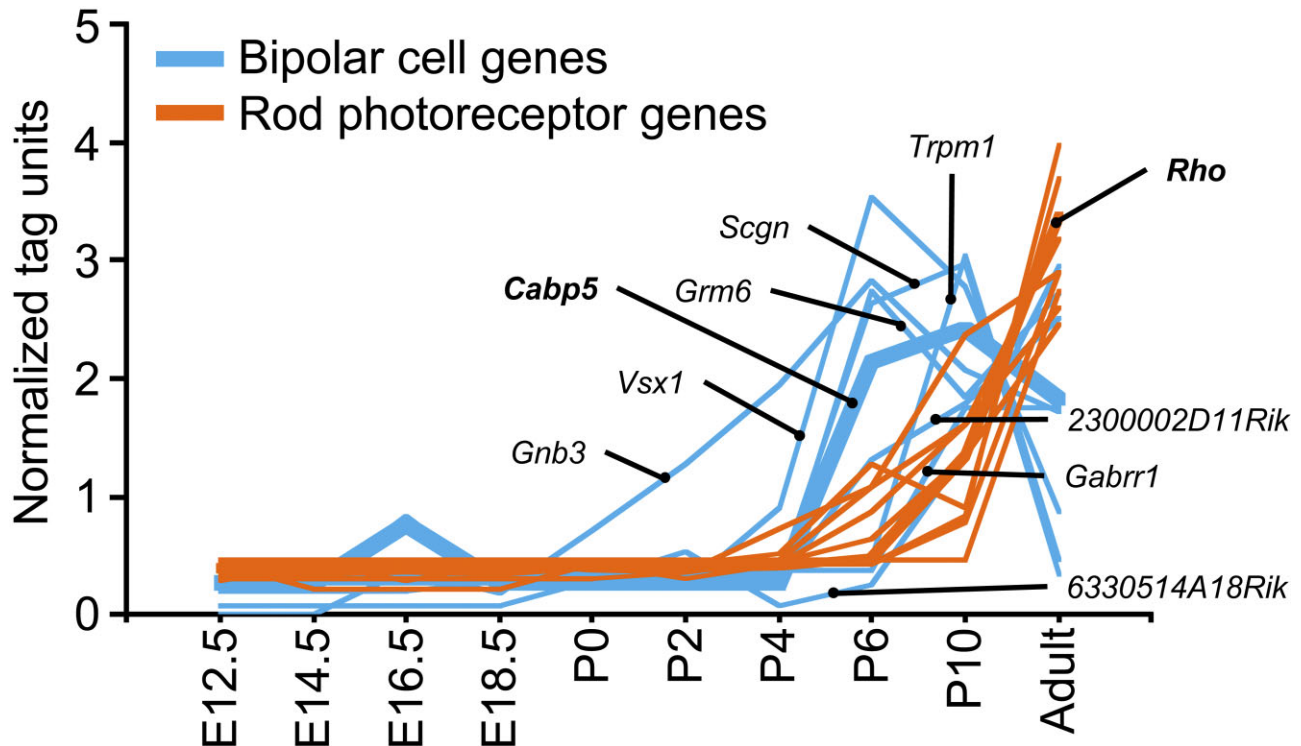 Normalized tag units
5
4
3
2
1
0
Bipolar cell genes
Rod photoreceptor genes
Trpm1
Rho
Scgn
Cabp5
Grm6
Vsx1
Gnb3
2300002D11Rik
Gabrr1
6330514A18Rik
E12.5
E14.5
E16.5
E18.5
P0
P2
P4
P6
P10
Adult